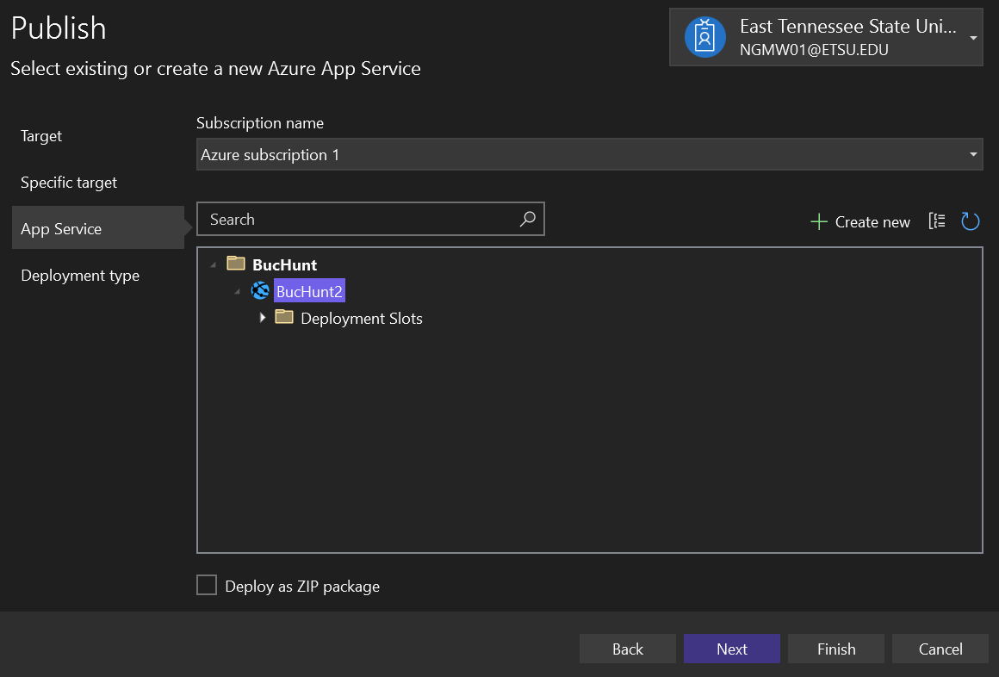 Publish
Select existing or create a new Azure App Service
East Tennessee State Uni...
NGMW01@ETSU.EDU
Target
Specific target
App Service
Deployment type
Subscription name
Azure subscription 1
Search
Create new
BucHunt
BucHunt2
Deployment Slots
Deploy as ZIP package
Back
Next
Finish
Cancel